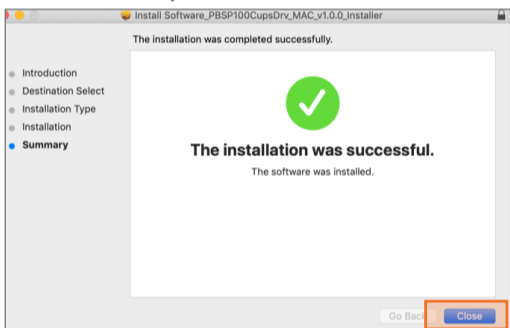 Install Software_PBSP100CupsDrv_MAC_v1.0.0_Installer
The installation was completed successfully.
Introduction
Destination Select
Installation Type
Installation
Summary
The installation was successful.
The software was installed.
Go Back
Close